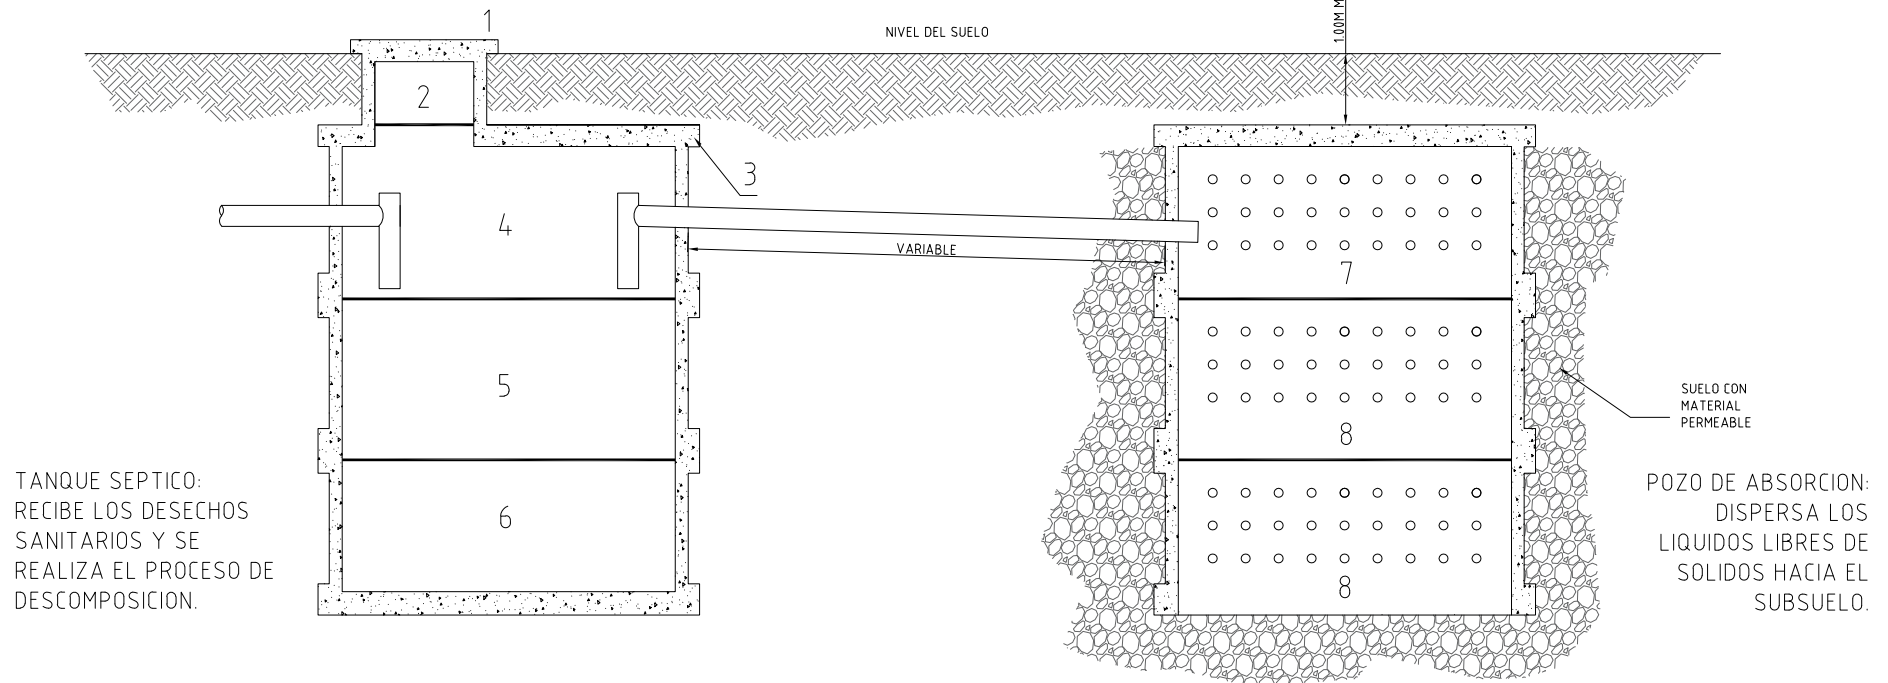 1
NIVEL DEL SUELO
1.00M M
2
3
4
VARIABLE
7
5
8
SUELO CON
MATERIAL
PERMEABLE
TANQUE SEPTICO:
RECIBE LOS DESECHOS
SANITARIOS Y SE
REALIZA EL PROCESO DE
DESCOMPOSICION.
6
8
POZO DE ABSORCION:
DISPERSA LOS
LIQUIDOS LIBRES DE
SOLIDOS HACIA EL
SUBSUELO.